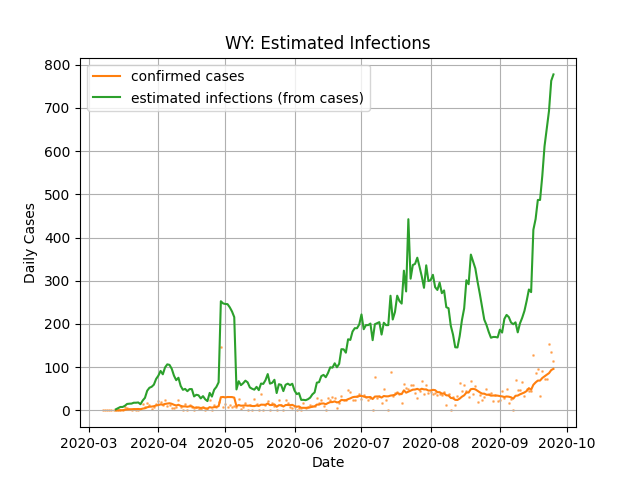 WY: Estimated Infections
confirmed cases
estimated infections (from cases)
Daily Cases
800
700
600
500
400
300
200
100
0
2020-03 2020-04 2020-05 2020-06 2020-07 2020-08 2020-09 2020-10
Date